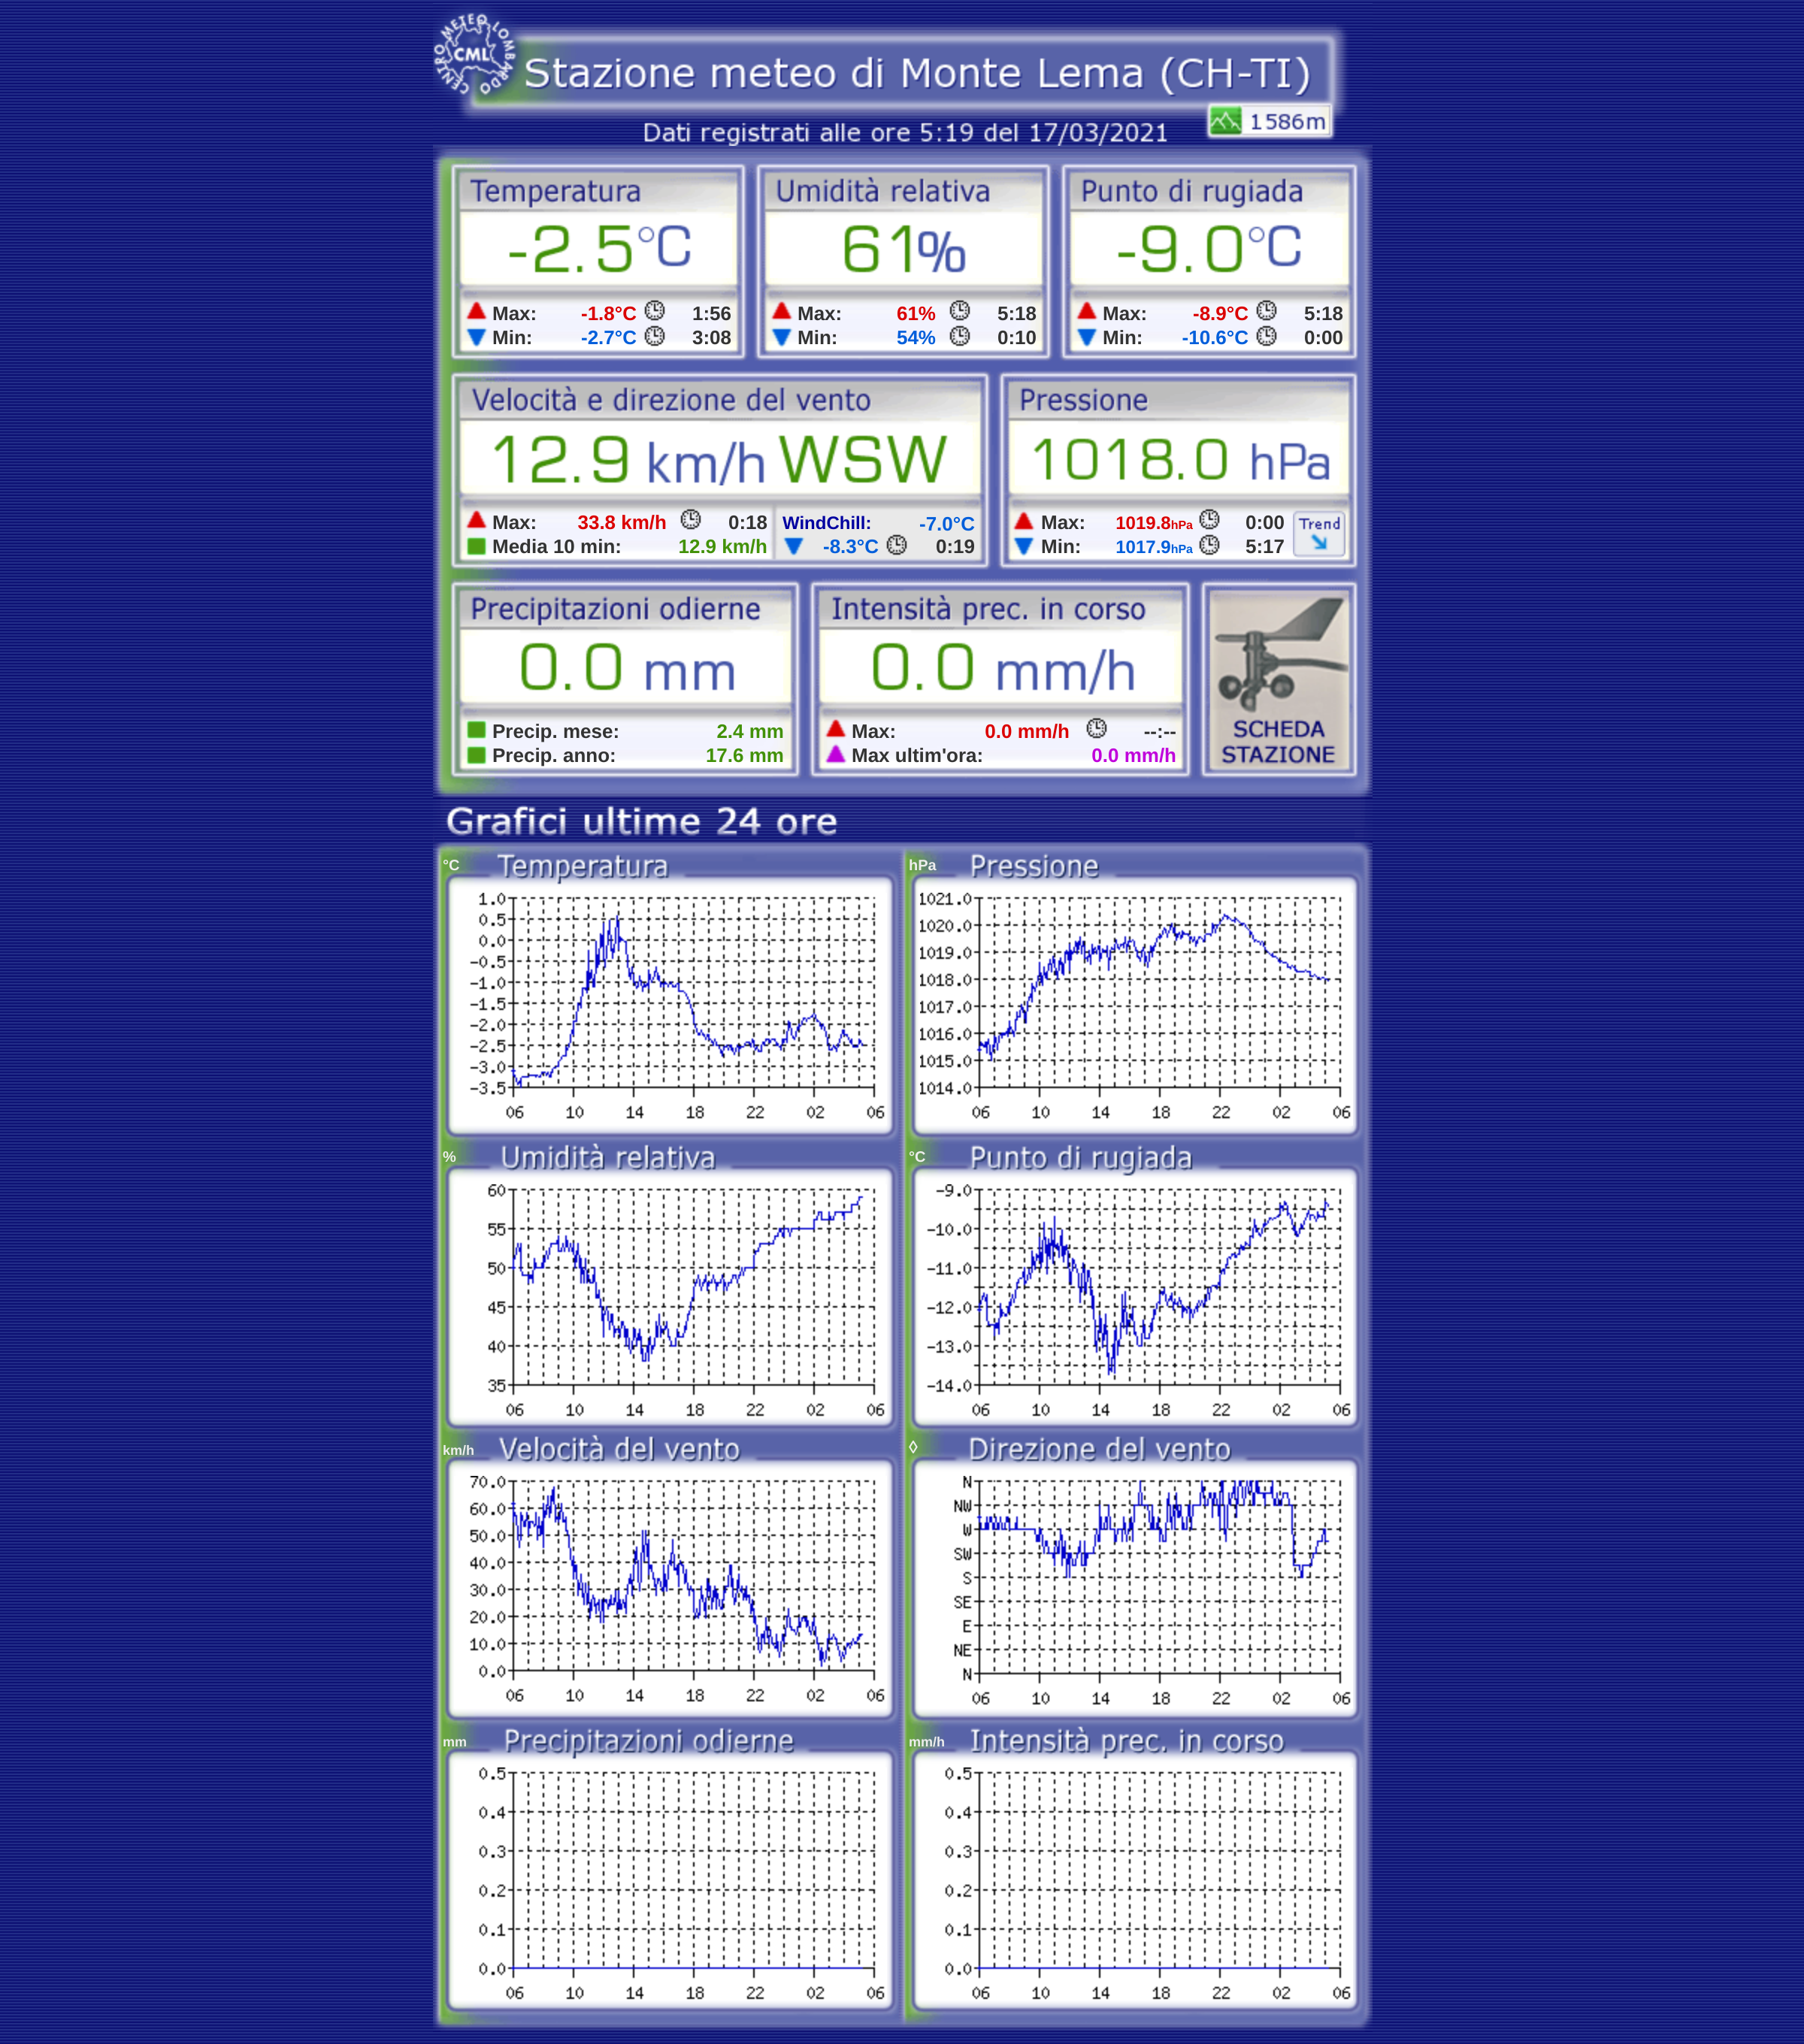 CENTRO METEO LOMBARDO
CML
Stazione meteo di Monte Lema (CH-TI)
1586m
Dati registrati alle ore 5:19 del 17/03/2021
Temperatura
-2.5°C
Max: -1.8°C 1:56
Min: -2.7°C 3:08
Umidità relativa
61%
Max: 61% 5:18
Min: 54% 0:10
Punto di rugiada
-9.0°C
Max: -8.9°C 5:18
Min: -10.6°C 0:00
Velocità e direzione del vento
12.9 km/h WSW
Max: 33.8 km/h 0:18
Media 10 min: 12.9 km/h
WindChill: -7.0°C
-8.3°C 0:19
Pressione
1018.0 hPa
Max: 1019.8hPa 0:00
Min: 1017.9hPa 5:17
Trend
Precipitazioni odierne
0.0 mm
Precip. mese: 2.4 mm
Precip. anno: 17.6 mm
Intensità prec. in corso
0.0 mm/h
Max: 0.0 mm/h --:--
Max ultim'ora: 0.0 mm/h
SCHEDA
STAZIONE
Grafici ultime 24 ore
°C Temperatura
1.0
0.5
0.0
-0.5
-1.0
-1.5
-2.0
-2.5
-3.0
-3.5
06 10 14 18 22 02 06
hPa Pressione
1021.0
1020.0
1019.0
1018.0
1017.0
1016.0
1015.0
1014.0
06 10 14 18 22 02 06
% Umidità relativa
60
55
50
45
40
35
06 10 14 18 22 02 06
°C Punto di rugiada
-9.0
-10.0
-11.0
-12.0
-13.0
-14.0
06 10 14 18 22 02 06
km/h Velocità del vento
70.0
60.0
50.0
40.0
30.0
20.0
10.0
0.0
06 10 14 18 22 02 06
◊ Direzione del vento
N
NW
W
SW
S
SE
E
NE
N
06 10 14 18 22 02 06
mm Precipitazioni odierne
0.5
0.4
0.3
0.2
0.1
0.0
06 10 14 18 22 02 06
mm/h Intensità prec. in corso
0.5
0.4
0.3
0.2
0.1
0.0
06 10 14 18 22 02 06